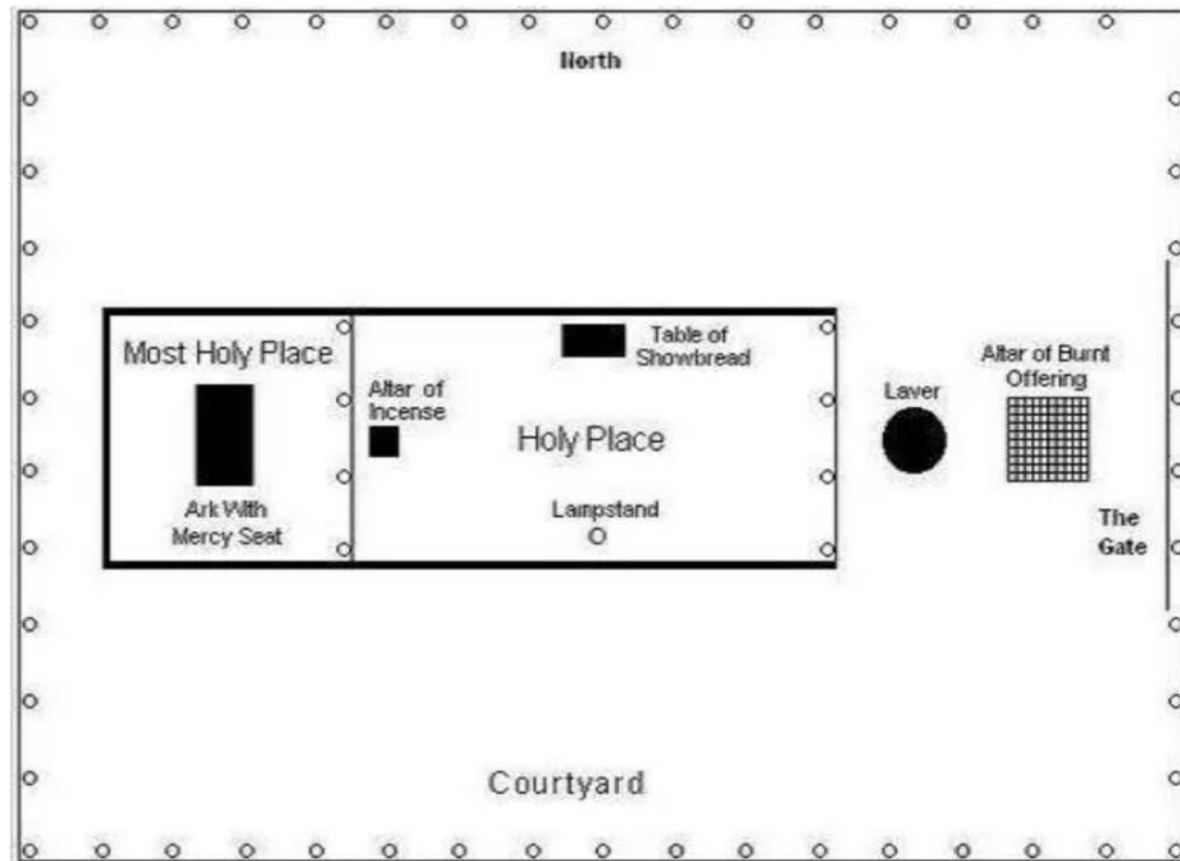 North
Most Holy Place
Table of
Showbread
Altar of
Incense
Altar of Burnt
Offering
Laver
Holy Place
Ark With
Mercy Seat
Lampstand
The
Gate
Courtyard